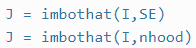 J = imbothat(I,SE)
J = imbothat(I,nhood)